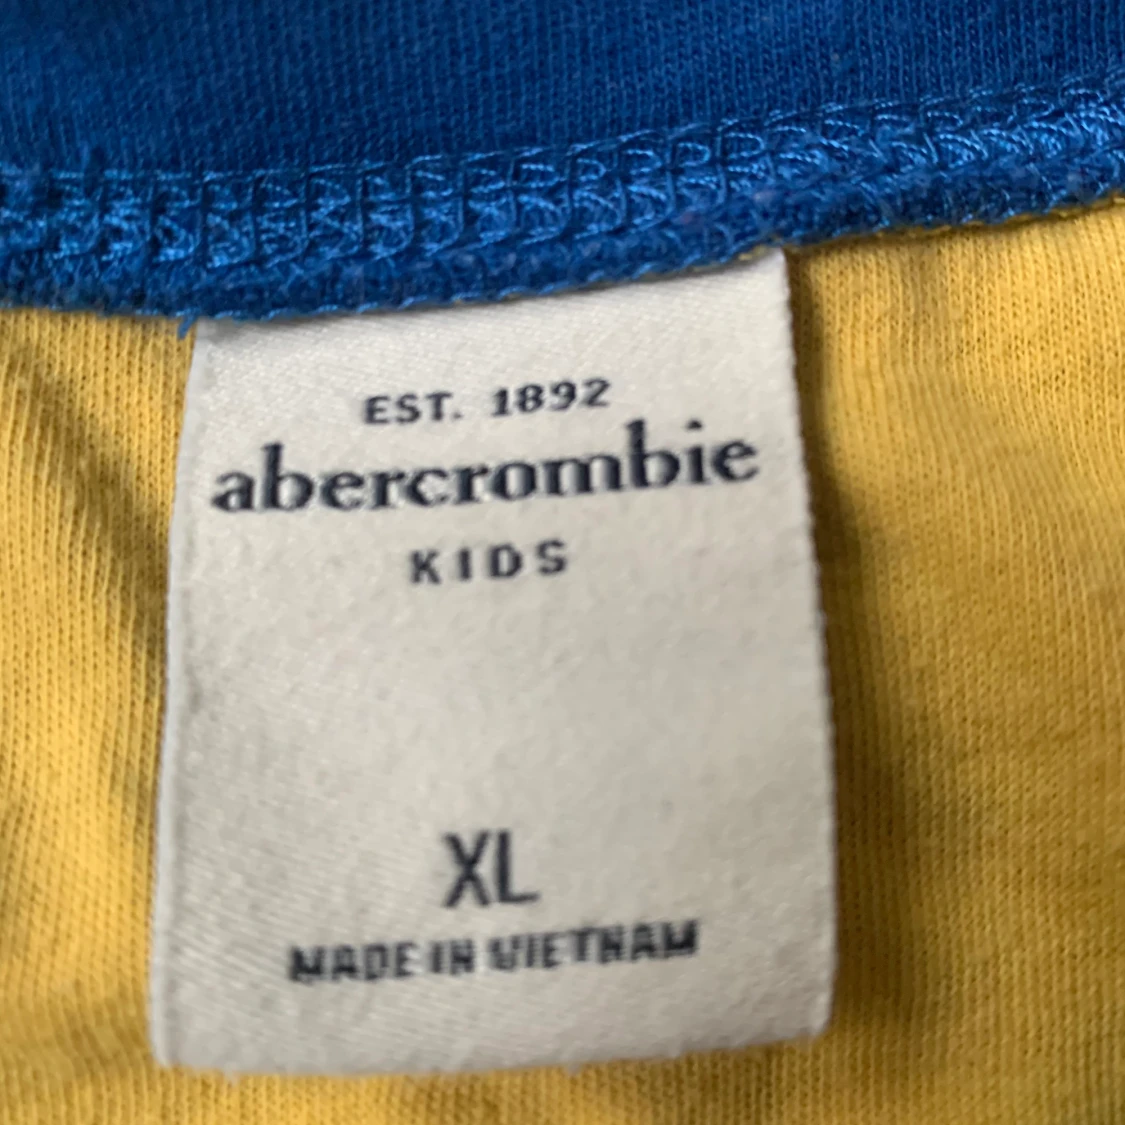 EST. 1892
abercrombie
KIDS
XL
MADE IN VIETNAM